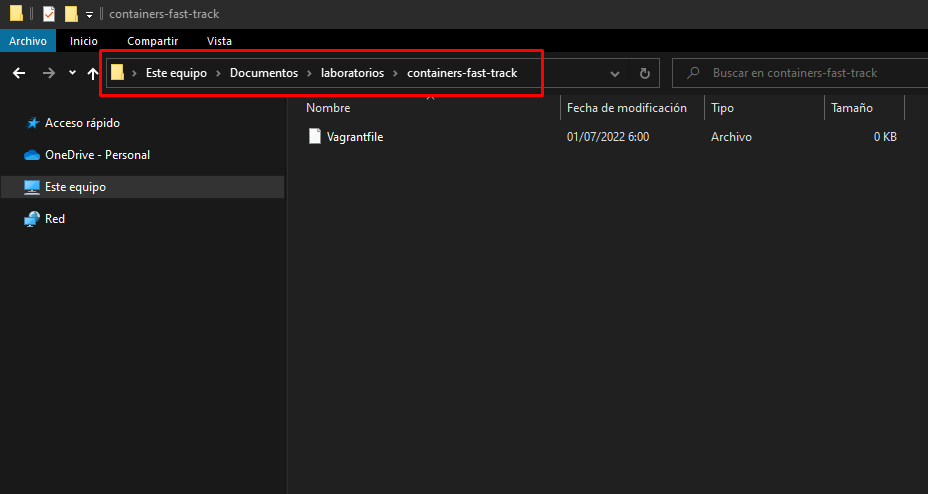 containers-fast-track
Archivo Inicio Compartir Vista
Este equipo Documentos laboratorios containers-fast-track Buscar en containers-fast-track
Nombre Fecha de modificación Tipo Tamaño
Acceso rápido Vagrantfile 01/07/2022 6:00 Archivo 0 KB
OneDrive - Personal
Este equipo
Red